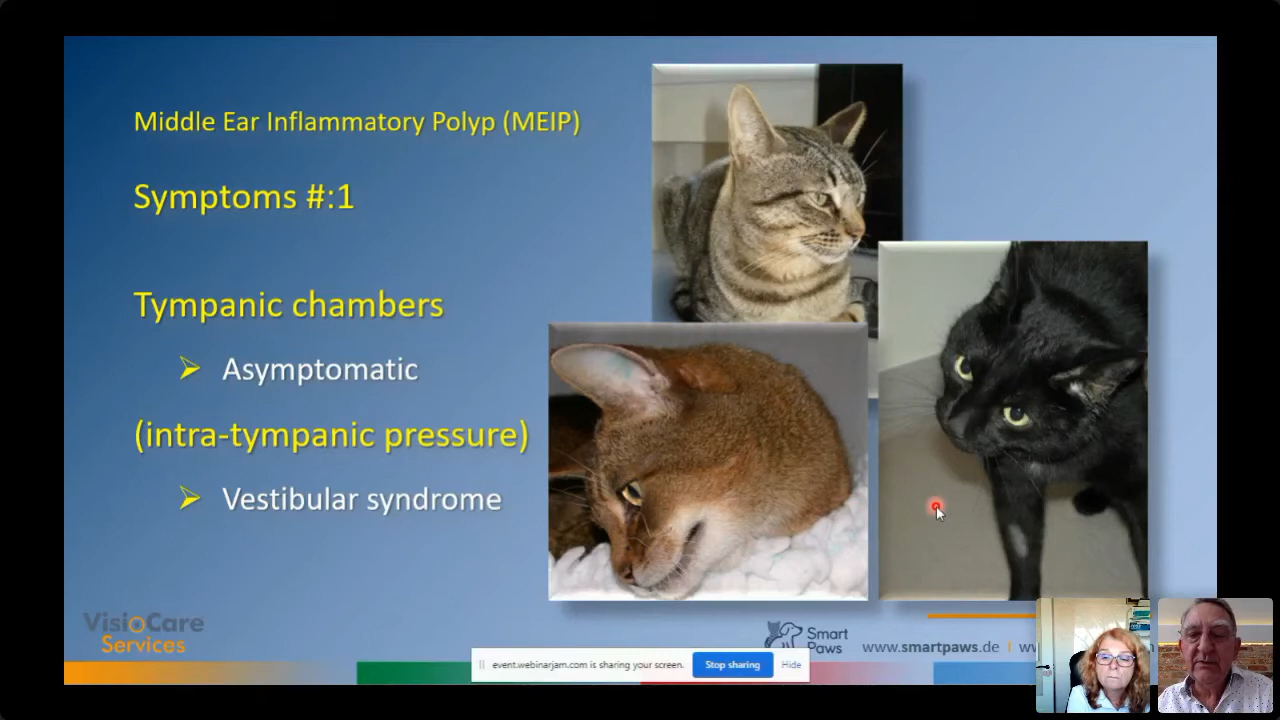 Middle Ear Inflammatory Polyp (MEIP)
Symptoms #:1
Tympanic chambers
Asymptomatic
(intra-tympanic pressure)
Vestibular syndrome
VisioCare
Services
Smart
Paws
www.smartpaws.de
event.webinarjam.com is sharing your screen.
Stop sharing
Hide